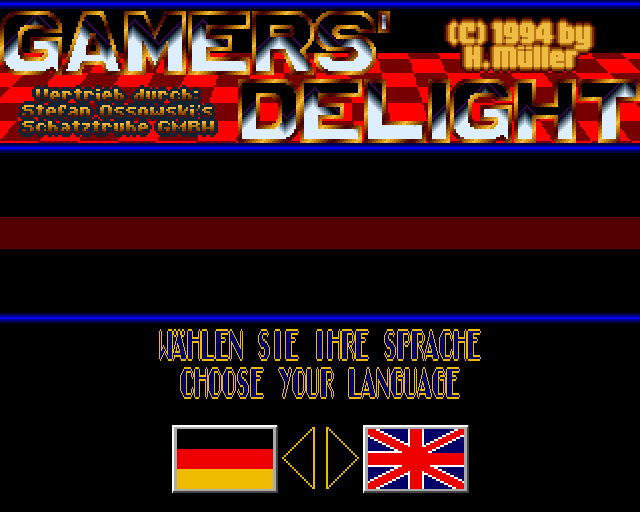 GAMERS'
(C) 1994 by
H. Müller
Vertrieb durch:
Stefan Ossowski's
Schatztruhe GMBH
DELIGHT
WÄHLEN SIE IHRE SPRACHE
CHOOSE YOUR LANGUAGE